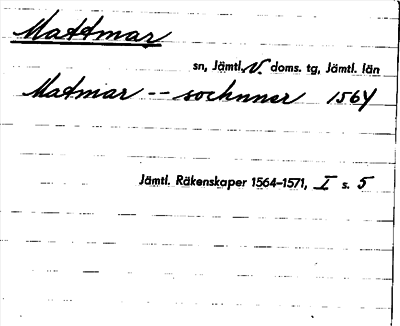 Mattmar
sn, Jämtl. V. doms. tg, Jämtl. län
Matmar -- sochnner 1564
Jämtl. Räkenskaper 1564–1571, I s. 5